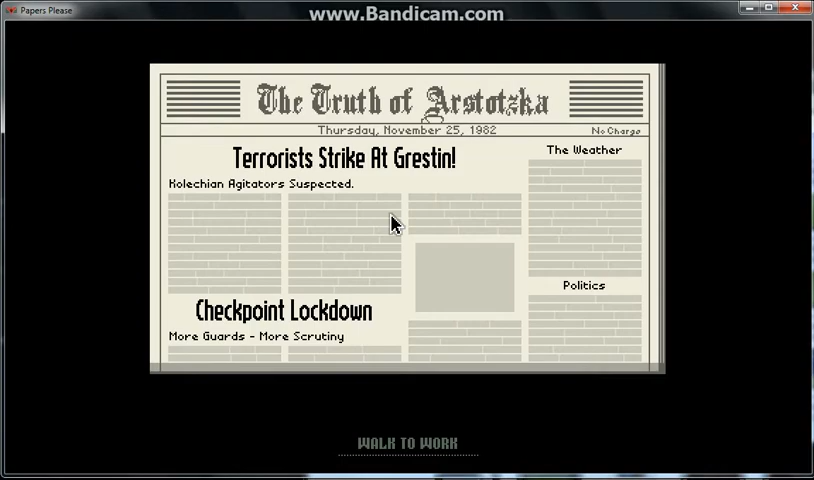 Papers Please
www.Bandicam.com
The Truth of Arstotzka
Thursday, November 25, 1982
No Charge
Terrorists Strike At Grestin!
Kolechian Agitators Suspected.
Checkpoint Lockdown
More Guards - More Scrutiny
The Weather
Politics
WALK TO WORK